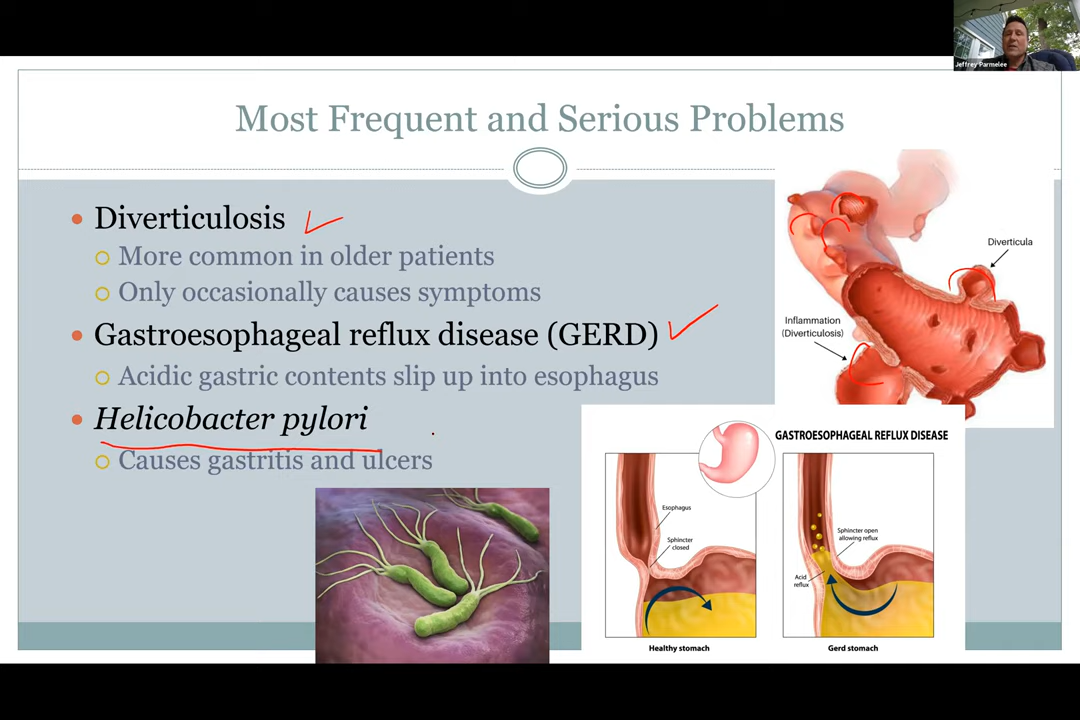 Jeffrey Parmelee
Most Frequent and Serious Problems
Diverticulosis
More common in older patients
Only occasionally causes symptoms
Gastroesophageal reflux disease (GERD)
Acidic gastric contents slip up into esophagus
Helicobacter pylori
Causes gastritis and ulcers
Diverticula
Inflammation
(Diverticulosis)
GASTROESOPHAGEAL REFLUX DISEASE
Esophagus
Sphincter
closed
Healthy stomach
Sphincter open
allowing reflux
Acid
reflux
Gerd stomach